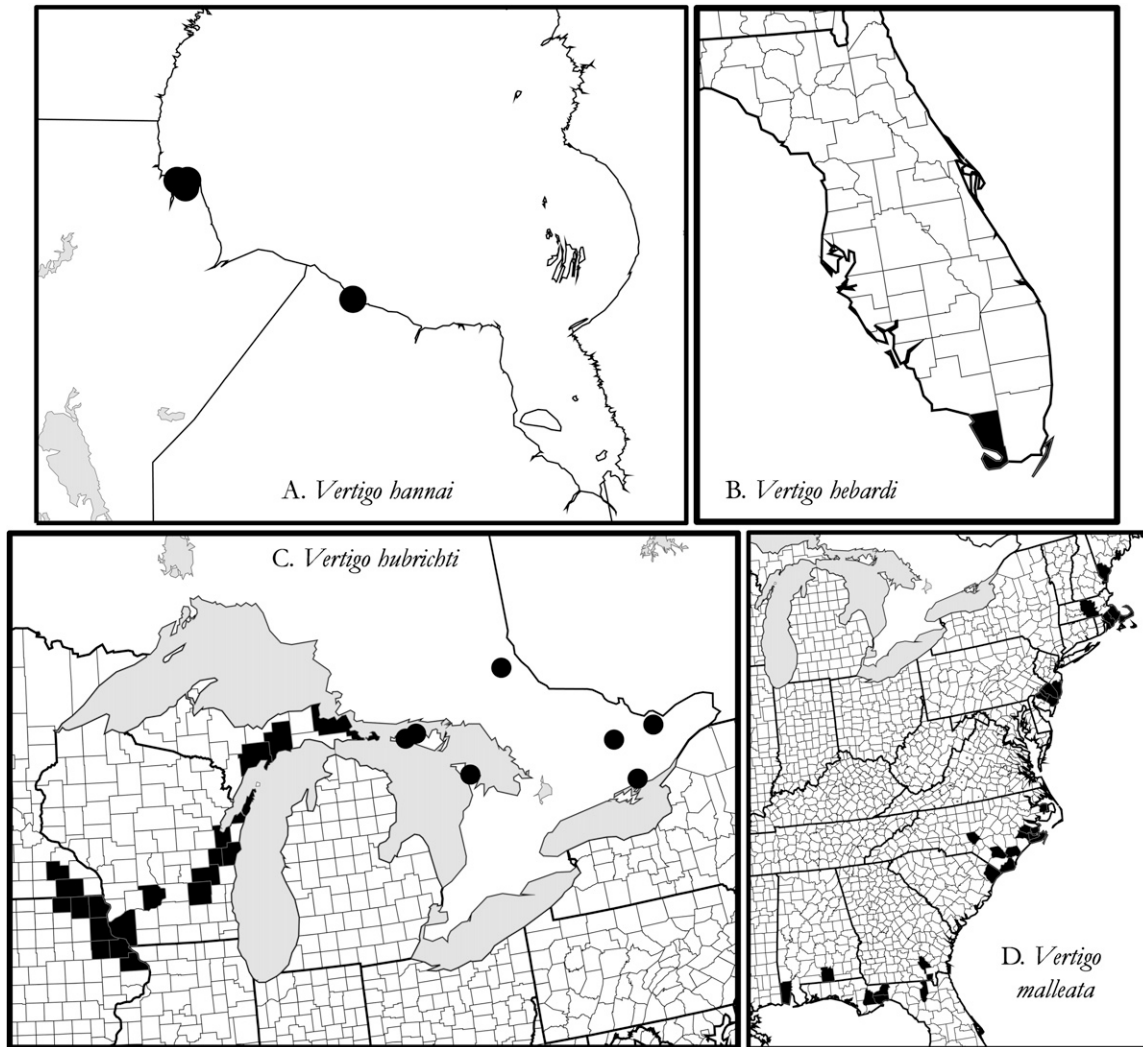 A. Vertigo hannai
B. Vertigo hebardi
C. Vertigo hubrichti
D. Vertigo
malleata